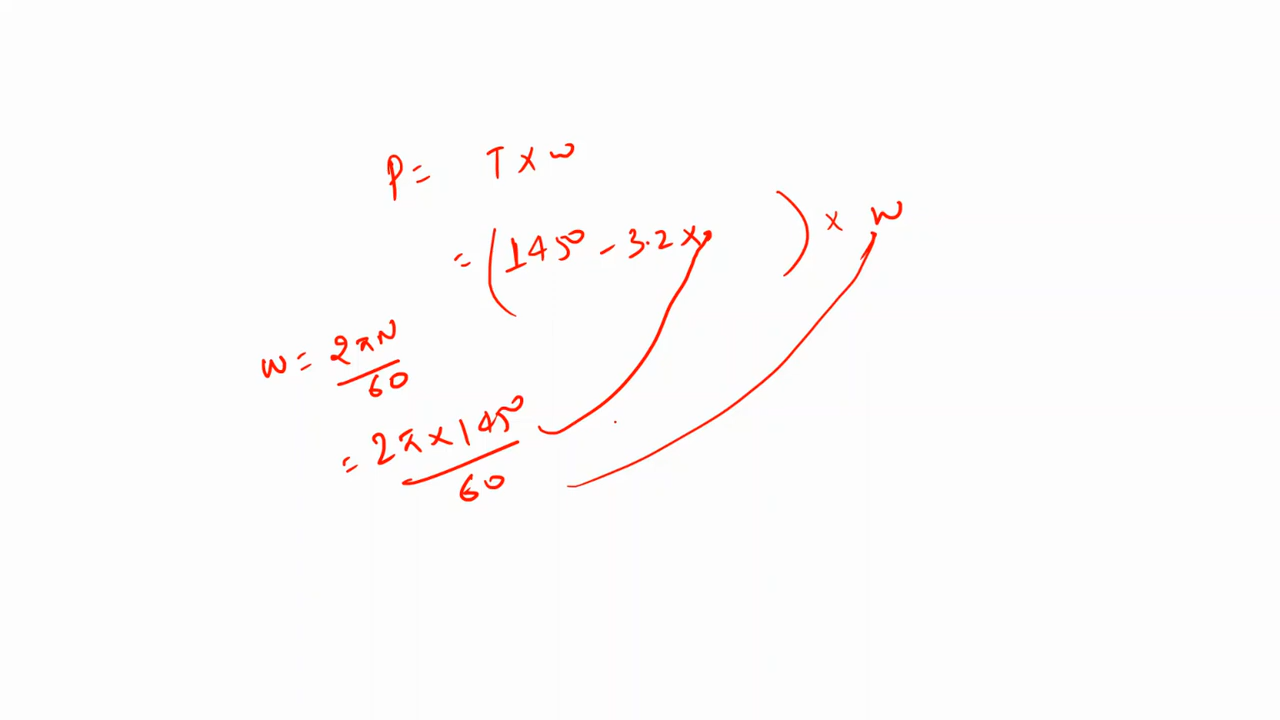 P = T × ω
= (1450 - 3.2 × ) × ω
ω = 2πN/60
= 2π × 1450/60